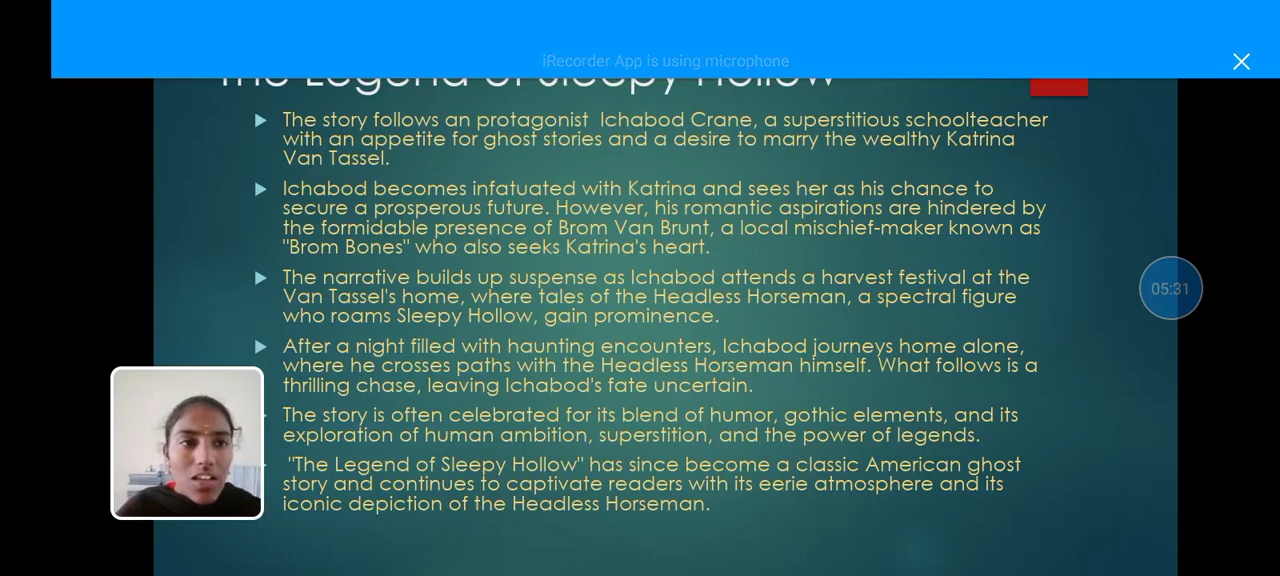 iRecorder App is using microphone
The Legend of Sleepy Hollow
The story follows an protagonist Ichabod Crane, a superstitious schoolteacher
with an appetite for ghost stories and a desire to marry the wealthy Katrina
Van Tassel.
Ichabod becomes infatuated with Katrina and sees her as his chance to
secure a prosperous future. However, his romantic aspirations are hindered by
the formidable presence of Brom Van Brunt, a local mischief-maker known as
"Brom Bones" who also seeks Katrina's heart.
The narrative builds up suspense as Ichabod attends a harvest festival at the
Van Tassel's home, where tales of the Headless Horseman, a spectral figure
who roams Sleepy Hollow, gain prominence.
05:31
After a night filled with haunting encounters, Ichabod journeys home alone,
where he crosses paths with the Headless Horseman himself. What follows is a
thrilling chase, leaving Ichabod's fate uncertain.
The story is often celebrated for its blend of humor, gothic elements, and its
exploration of human ambition, superstition, and the power of legends.
"The Legend of Sleepy Hollow" has since become a classic American ghost
story and continues to captivate readers with its eerie atmosphere and its
iconic depiction of the Headless Horseman.